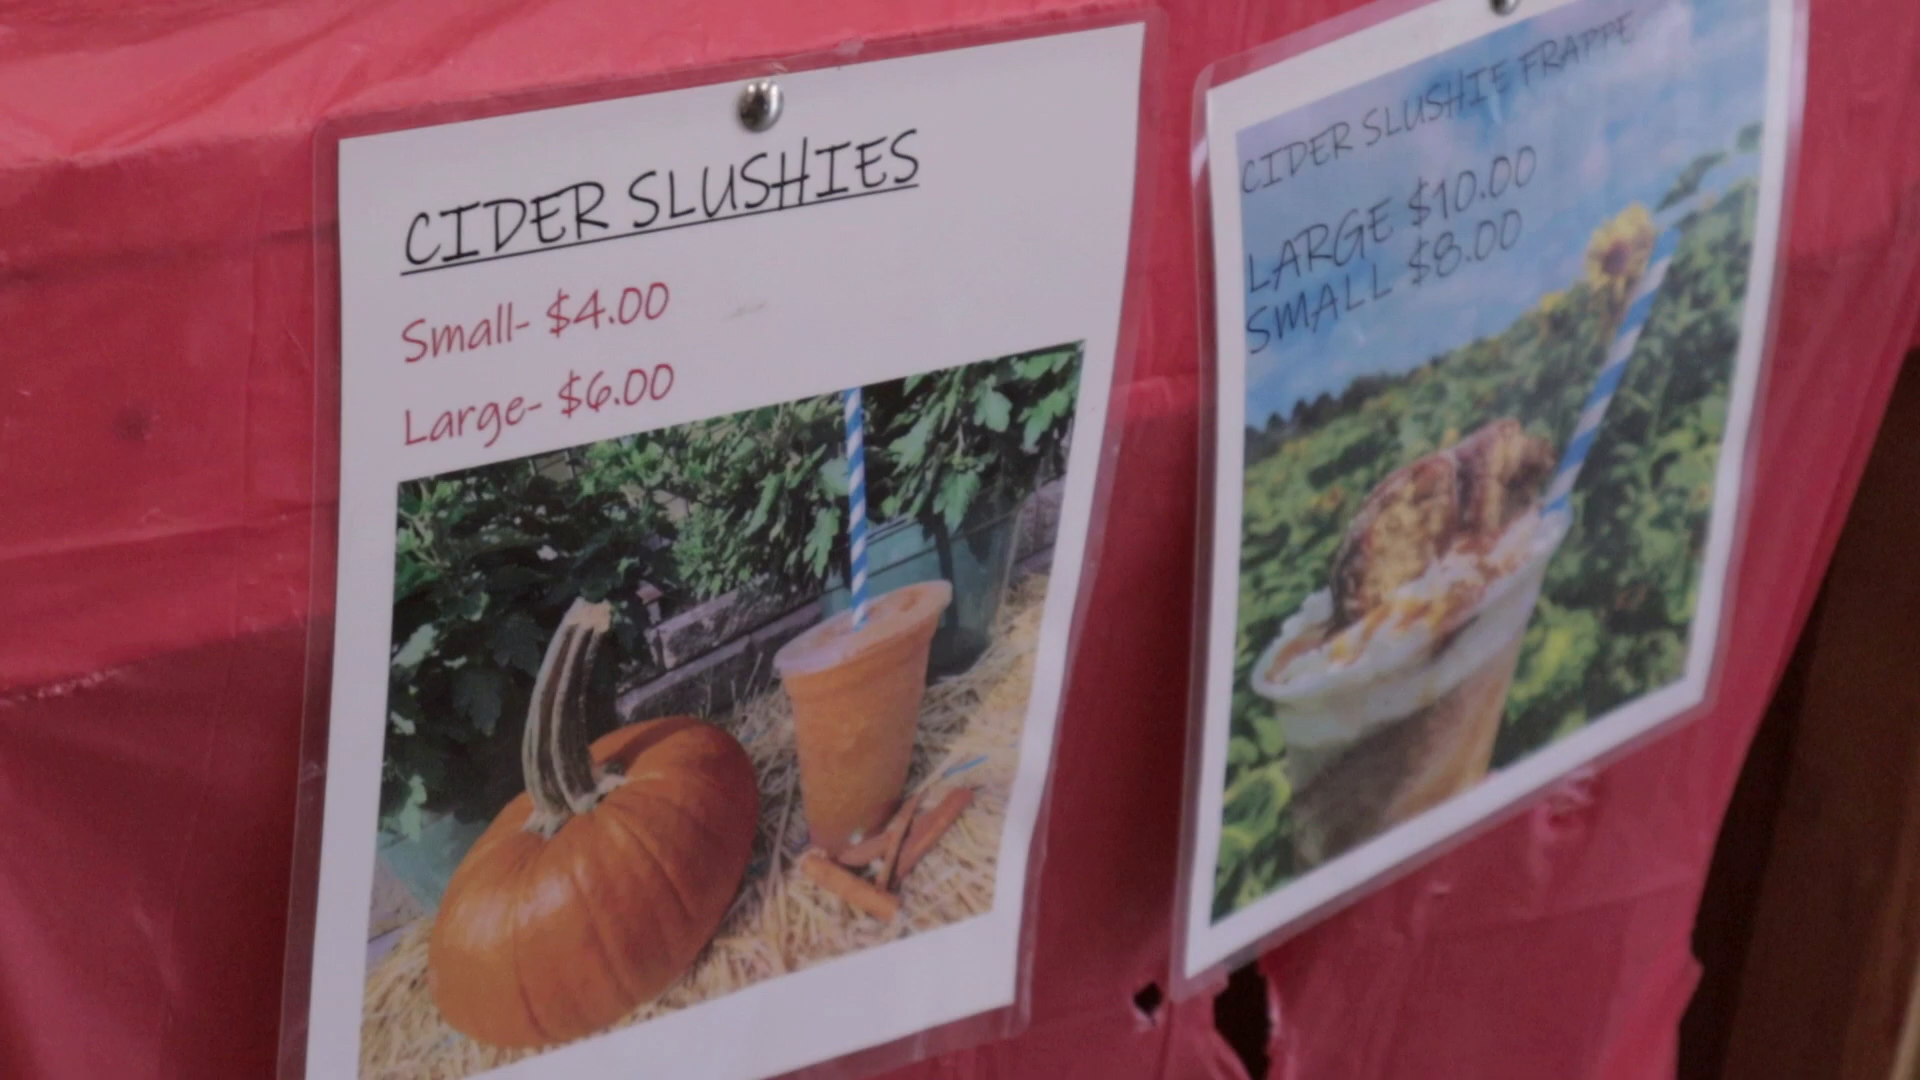 CIDER SLUSHIES
Small- $4.00
Large- $6.00
CIDER SLUSHIE FRAPPE
LARGE $10.00
SMALL $8.00